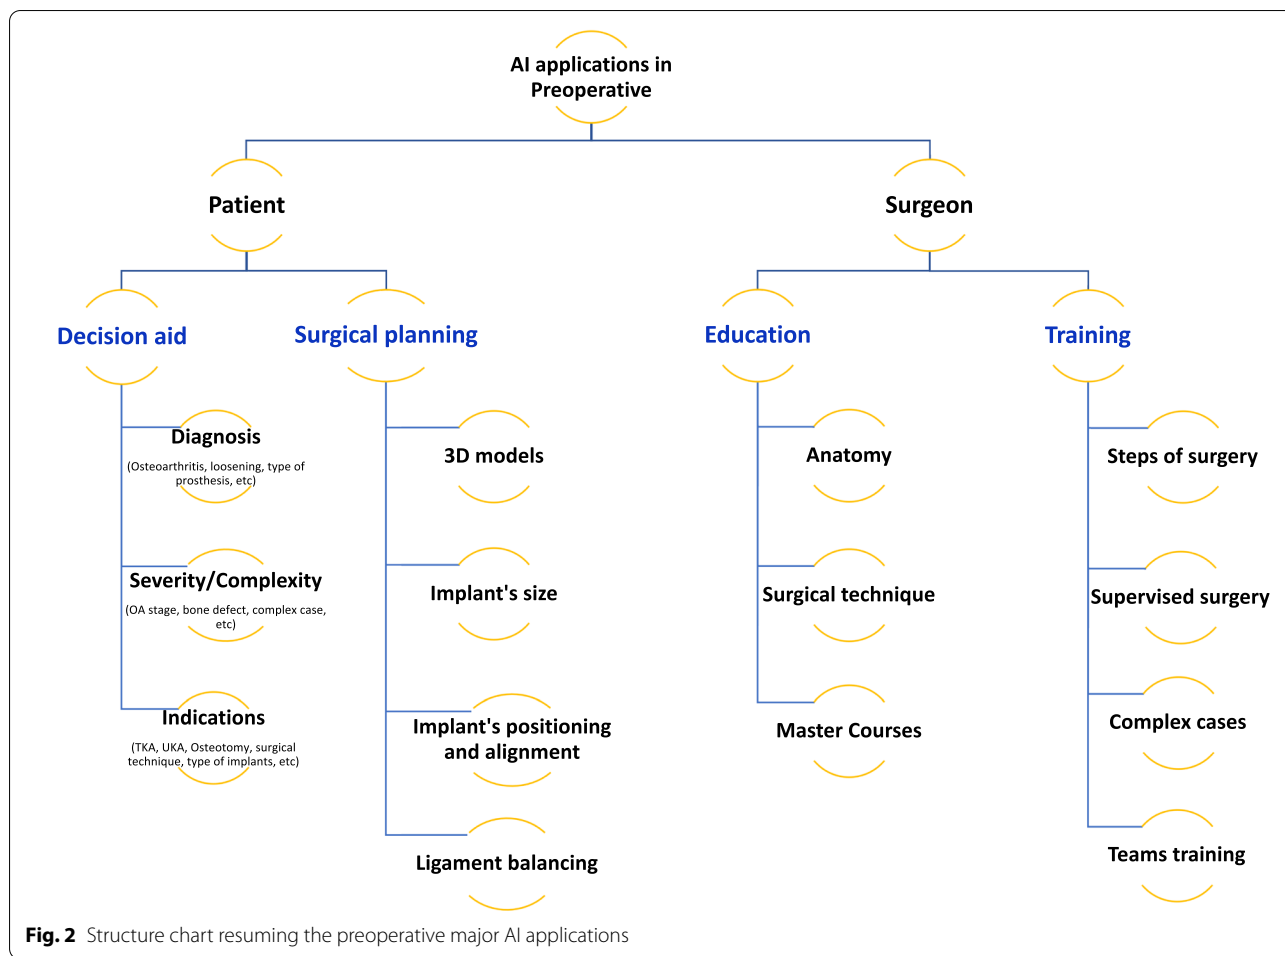 AI applications in
Preoperative
Patient
Surgeon
Decision aid
Surgical planning
Education
Training
Diagnosis
(Osteoarthritis, loosening, type of
prosthesis, etc)
Severity/Complexity
(OA stage, bone defect, complex case,
etc)
Indications
(TKA, UKA, Osteotomy, surgical
technique, type of implants, etc)
3D models
Implant's size
Implant's positioning
and alignment
Ligament balancing
Anatomy
Surgical technique
Master Courses
Steps of surgery
Supervised surgery
Complex cases
Teams training
Fig. 2 Structure chart resuming the preoperative major AI applications